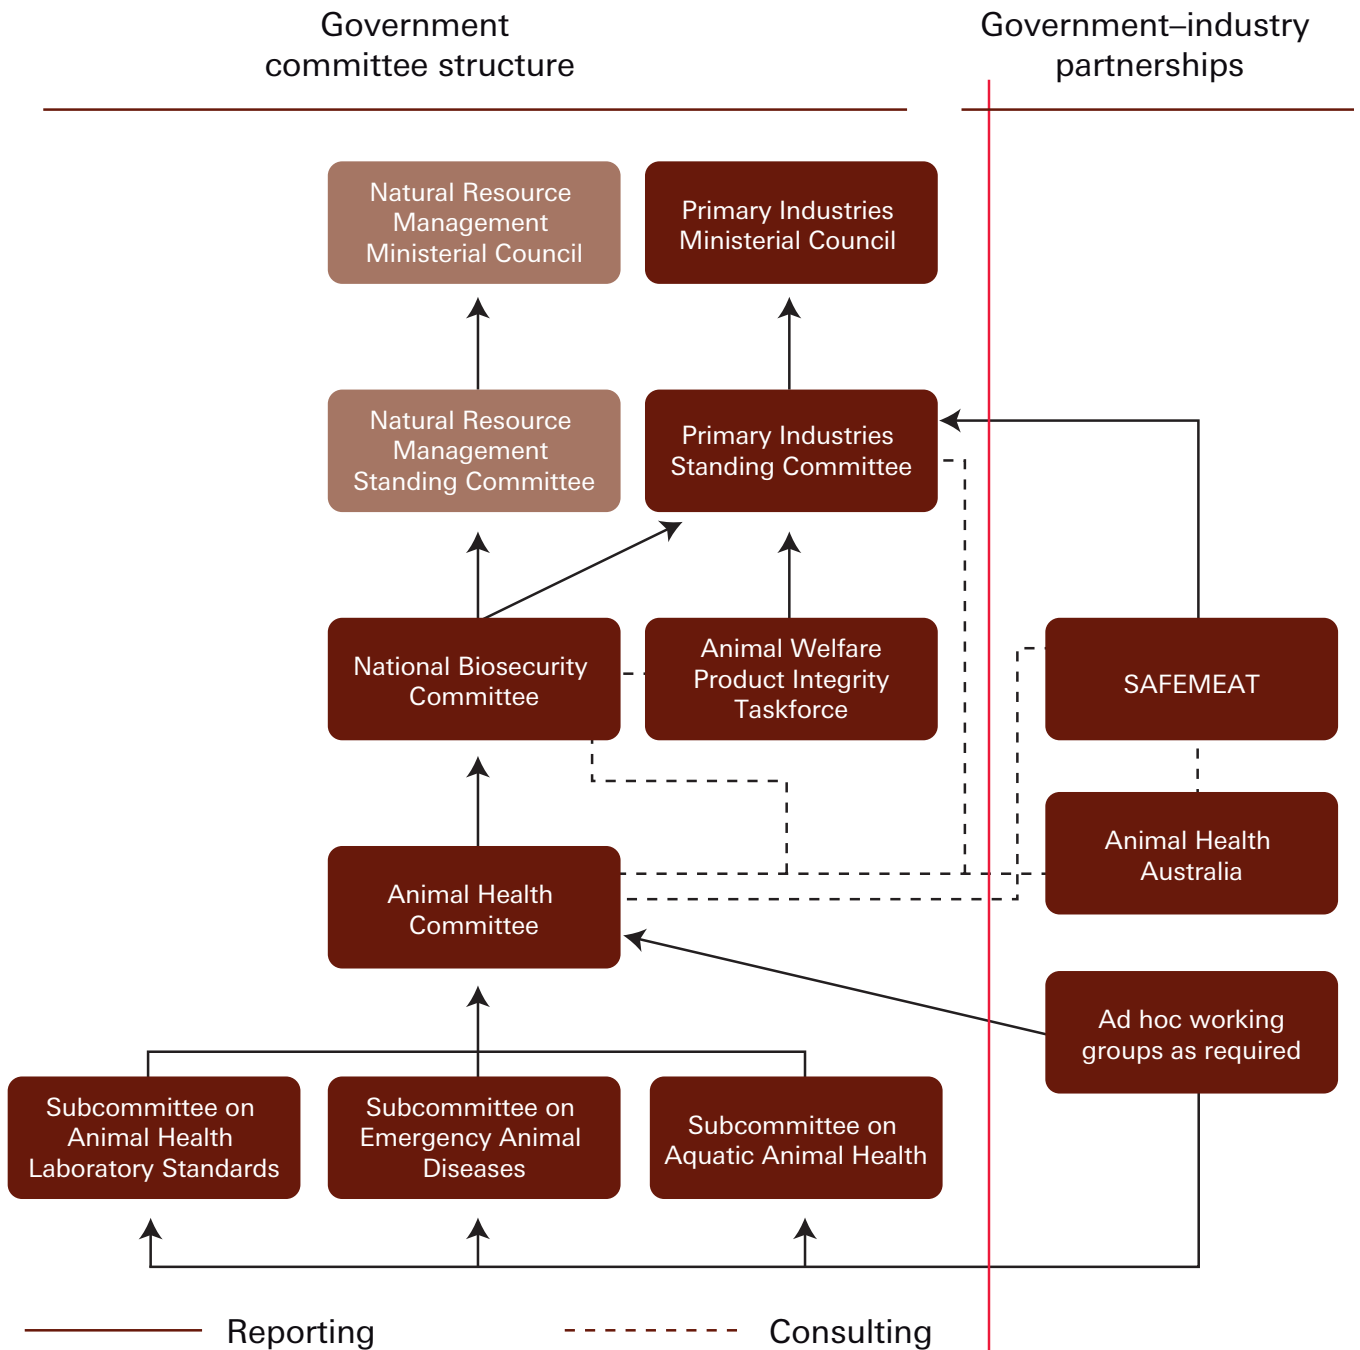 Government
committee structure
Government–industry
partnerships
Natural Resource
Management
Ministerial Council
Primary Industries
Ministerial Council
Natural Resource
Management
Standing Committee
Primary Industries
Standing Committee
National Biosecurity
Committee
Animal Welfare
Product Integrity
Taskforce
SAFEMEAT
Animal Health
Australia
Animal Health
Committee
Ad hoc working
groups as required
Subcommittee on
Animal Health
Laboratory Standards
Subcommittee on
Emergency Animal
Diseases
Subcommittee on
Aquatic Animal Health
Reporting
Consulting